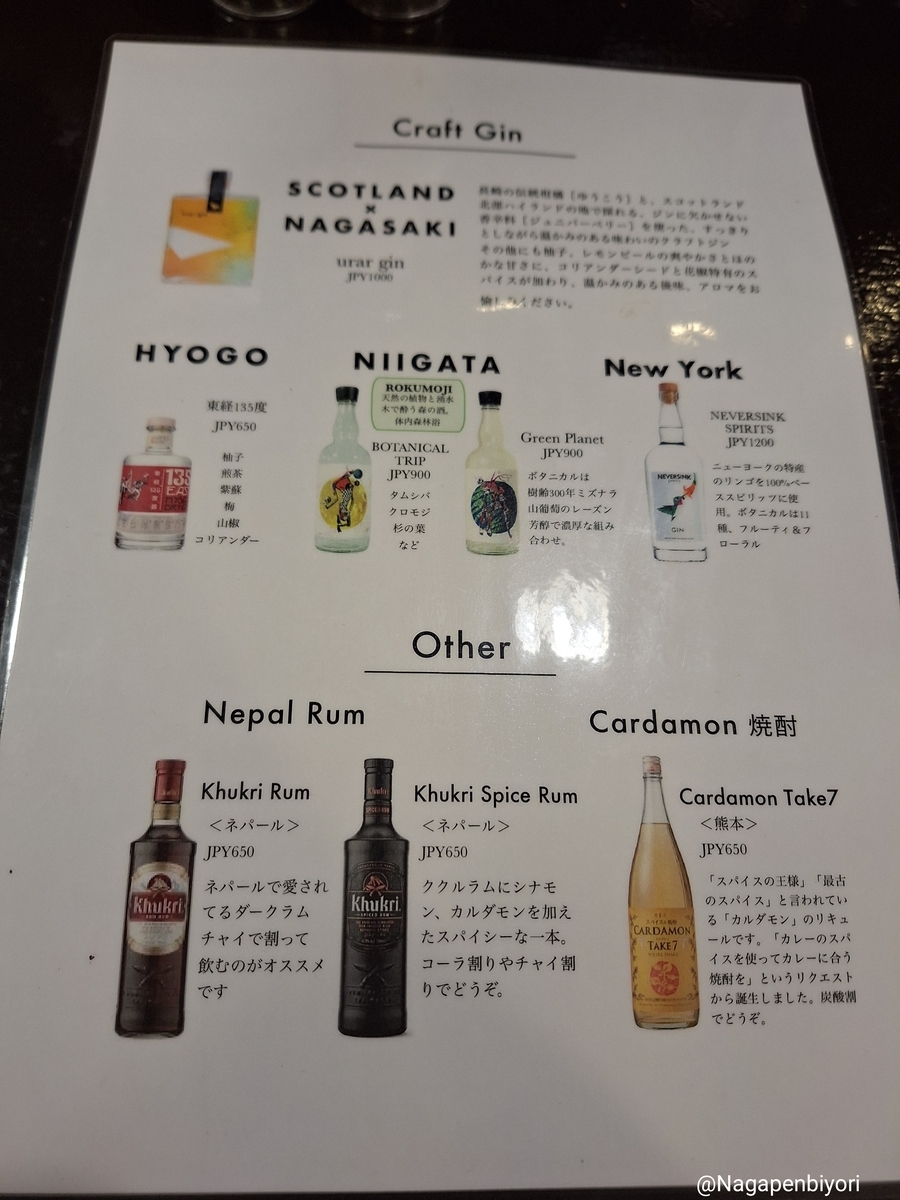 Craft Gin
SCOTLAND
×
NAGASAKI
urar gin
JPY1000
長崎の伝統柑橘［ゆうこう］と、スコットランド
北部ハイランドの地で採れる、ジンに欠かせない
香辛料［ジュニパーベリー］を使った、すっきり
としながら温かみのある味わいのクラフトジン
その他にも柚子、レモンピールの爽やかさとほの
かな甘さに、コリアンダーシードと花椒特有のス
パイスが加わり、温かみのある後味、アロマをお
愉しみください。
HYOGO
東経135度
JPY650
柚子
煎茶
紫蘇
梅
山椒
コリアンダー
135
EAST
NIIGATA
ROKUMOJI
天然の植物と湧水
木で酔う森の酒。
体内森林浴
BOTANICAL
TRIP
JPY900
タムシバ
クロモジ
杉の葉
など
Green Planet
JPY900
ボタニカルは
樹齢300年ミズナラ
山葡萄のレーズン
芳醇で濃厚な組み
合わせ。
New York
NEVERSINK
SPIRITS
JPY1200
ニューヨークの特産
のリンゴを100%ベー
ススピリッツに使
用。ボタニカルは11
種、フルーティ＆フ
ローラル
NEVERSINK
GIN
Other
Nepal Rum
Khukri Rum
＜ネパール＞
JPY650
ネパールで愛され
てるダークラム
チャイで割って
飲むのがオススメ
です
Khukri
Khukri Spice Rum
＜ネパール＞
JPY650
ククルラムにシナモ
ン、カルダモンを加え
たスパイシーな一本。
コーラ割りやチャイ割
りでどうぞ。
Khukri
SPICED RUM
Cardamon 焼酎
Cardamon Take7
＜熊本＞
JPY650
「スパイスの王様」「最古
のスパイス」と言われてい
る「カルダモン」のリキュ
ールです。「カレーのスパ
イスを使ってカレーに合う
焼酎を」というリクエスト
から誕生しました。炭酸割
でどうぞ。
CARDAMON
TAKE7
@Nagapenbiyori